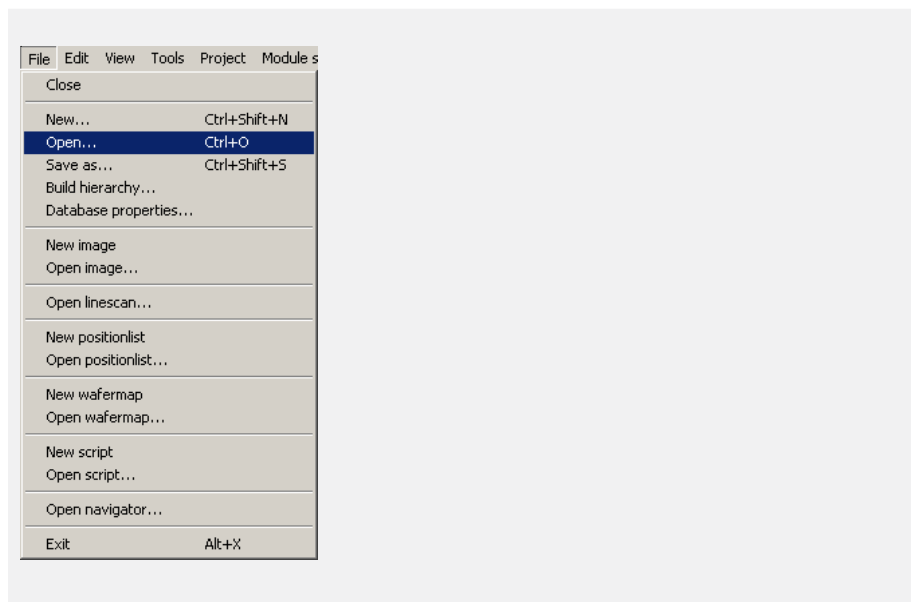 File Edit View Tools Project Module s
Close
New... Ctrl+Shift+N
Open... Ctrl+O
Save as... Ctrl+Shift+S
Build hierarchy...
Database properties...
New image
Open image...
Open linescan...
New positionlist
Open positionlist...
New wafermap
Open wafermap...
New script
Open script...
Open navigator...
Exit Alt+X